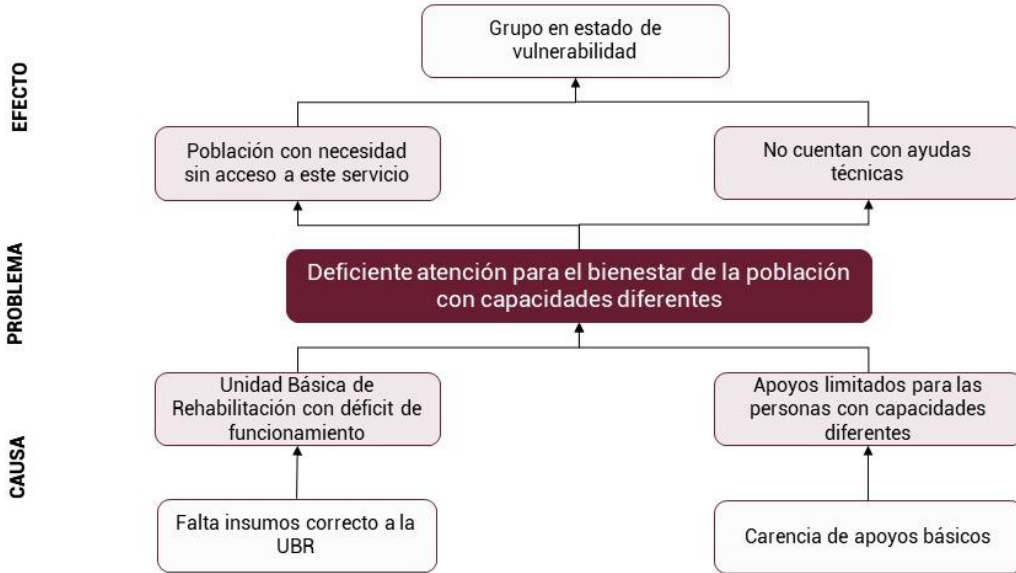 EFECTO
Grupo en estado de
vulnerabilidad
Población con necesidad
sin acceso a este servicio
No cuentan con ayudas
técnicas
PROBLEMA
Deficiente atención para el bienestar de la población
con capacidades diferentes
CAUSA
Unidad Básica de
Rehabilitación con déficit de
funcionamiento
Apoyos limitados para las
personas con capacidades
diferentes
Falta insumos correcto a la
UBR
Carencia de apoyos básicos